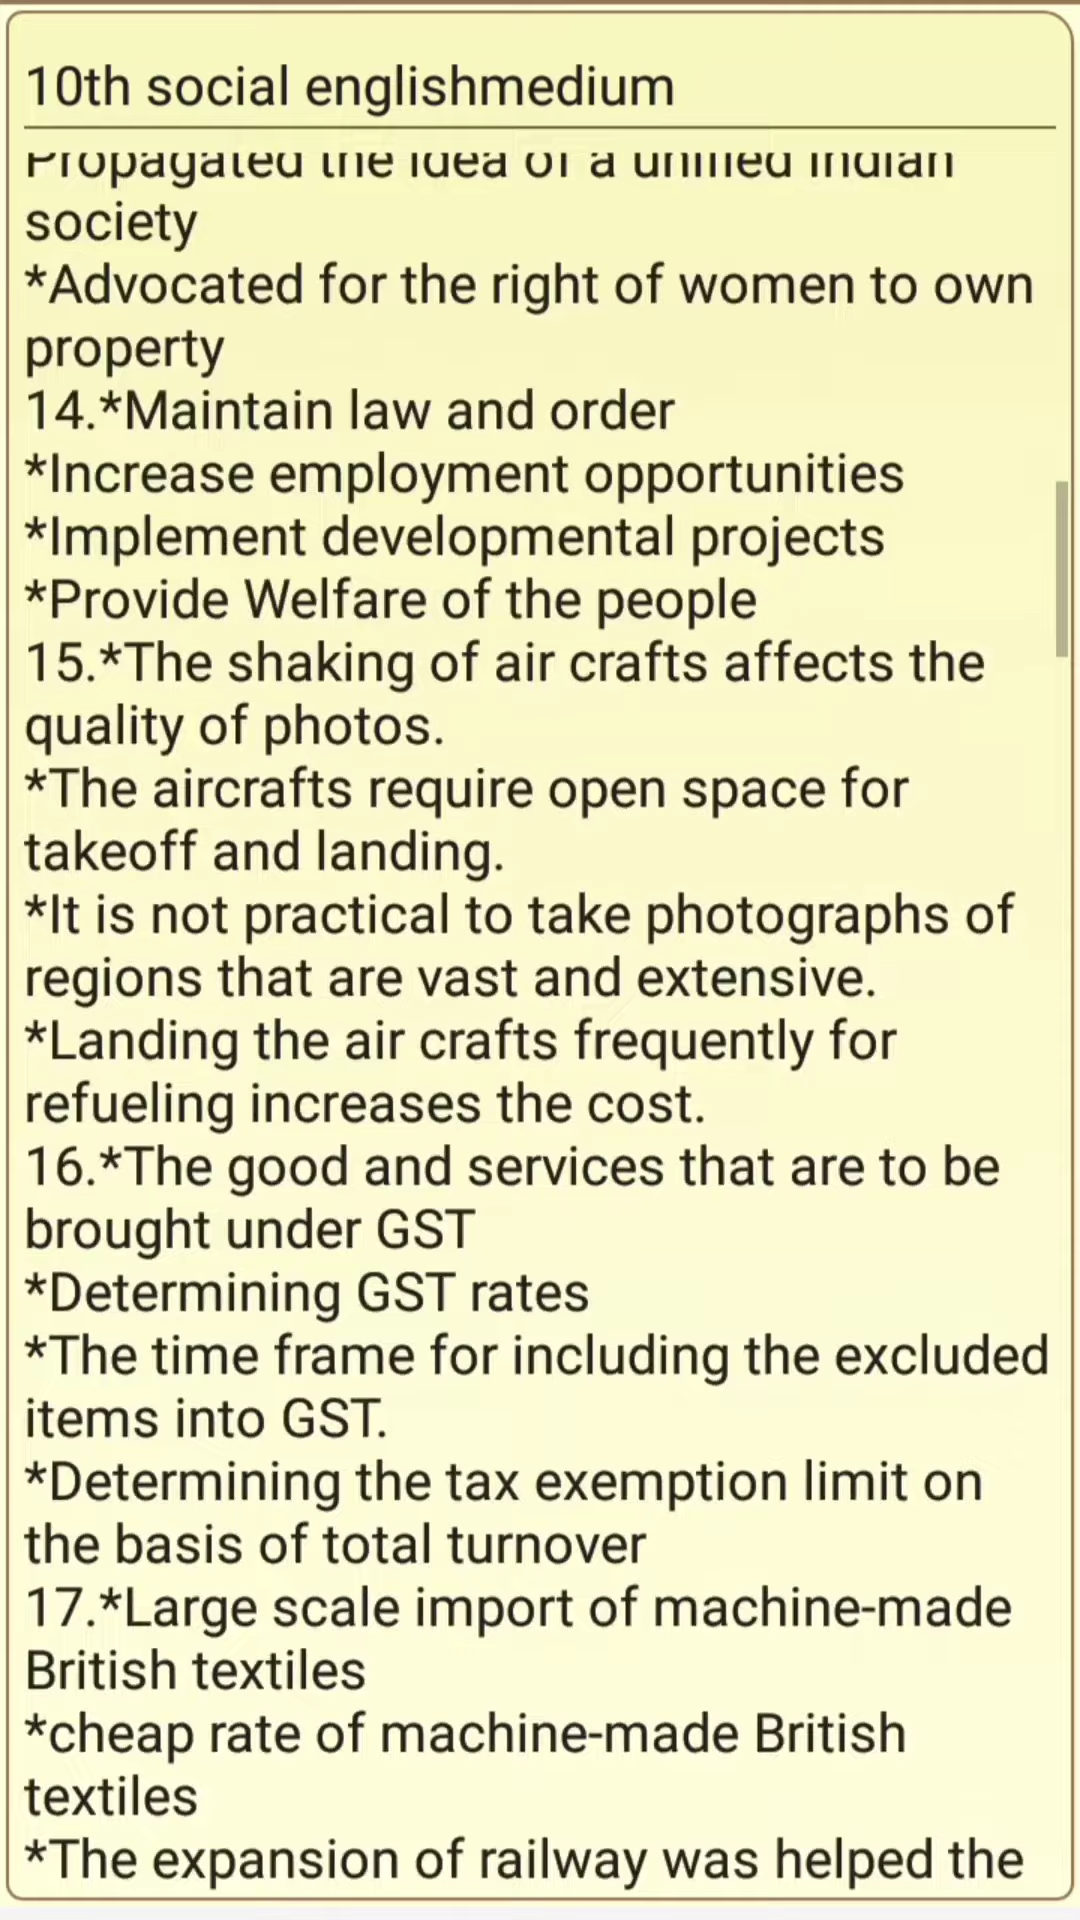 10th social englishmedium
Propagated the idea of a unified Indian
society
*Advocated for the right of women to own
property
14.*Maintain law and order
*Increase employment opportunities
*Implement developmental projects
*Provide Welfare of the people
15.*The shaking of air crafts affects the
quality of photos.
*The aircrafts require open space for
takeoff and landing.
*It is not practical to take photographs of
regions that are vast and extensive.
*Landing the air crafts frequently for
refueling increases the cost.
16.*The good and services that are to be
brought under GST
*Determining GST rates
*The time frame for including the excluded
items into GST.
*Determining the tax exemption limit on
the basis of total turnover
17.*Large scale import of machine-made
British textiles
*cheap rate of machine-made British
textiles
*The expansion of railway was helped the